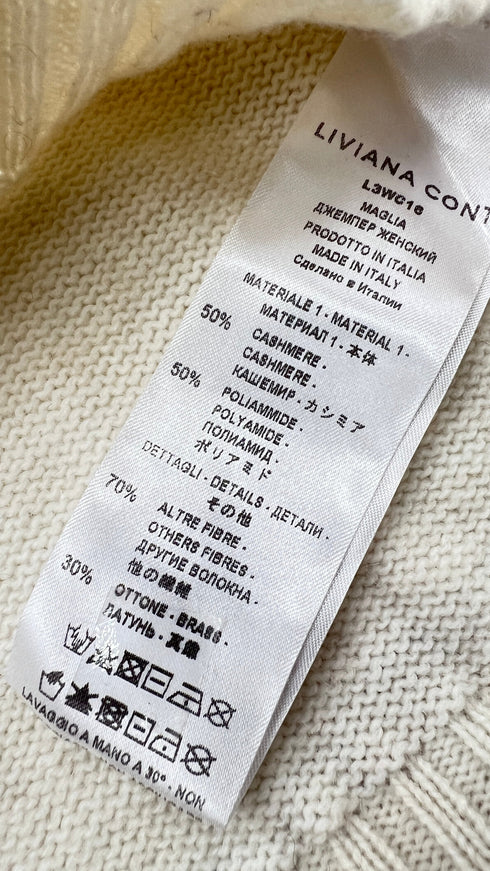 LIVIANA CONT
L3WC16
MAGLIA
ДЖЕМПЕР ЖЕНСКИЙ
PRODOTTO IN ITALIA
MADE IN ITALY
Сделано в Италии
MATERIALE 1 - MATERIAL 1 -
МАТЕРИАЛ 1 - 本体
50% CASHMERE -
CASHMERE -
КАШЕМИР - カシミア
50% POLIAMMIDE -
POLYAMIDE -
ПОЛИАМИД -
ポリアミド
DETTAGLI - DETAILS - ДЕТАЛИ -
その他
70% ALTRE FIBRE -
OTHERS FIBRES -
ДРУГИЕ ВОЛОКНА -
他の繊維
30% OTTONE - BRASS -
ЛАТУНЬ - 真鍮
LAVAGGIO A MANO A 30° - NON